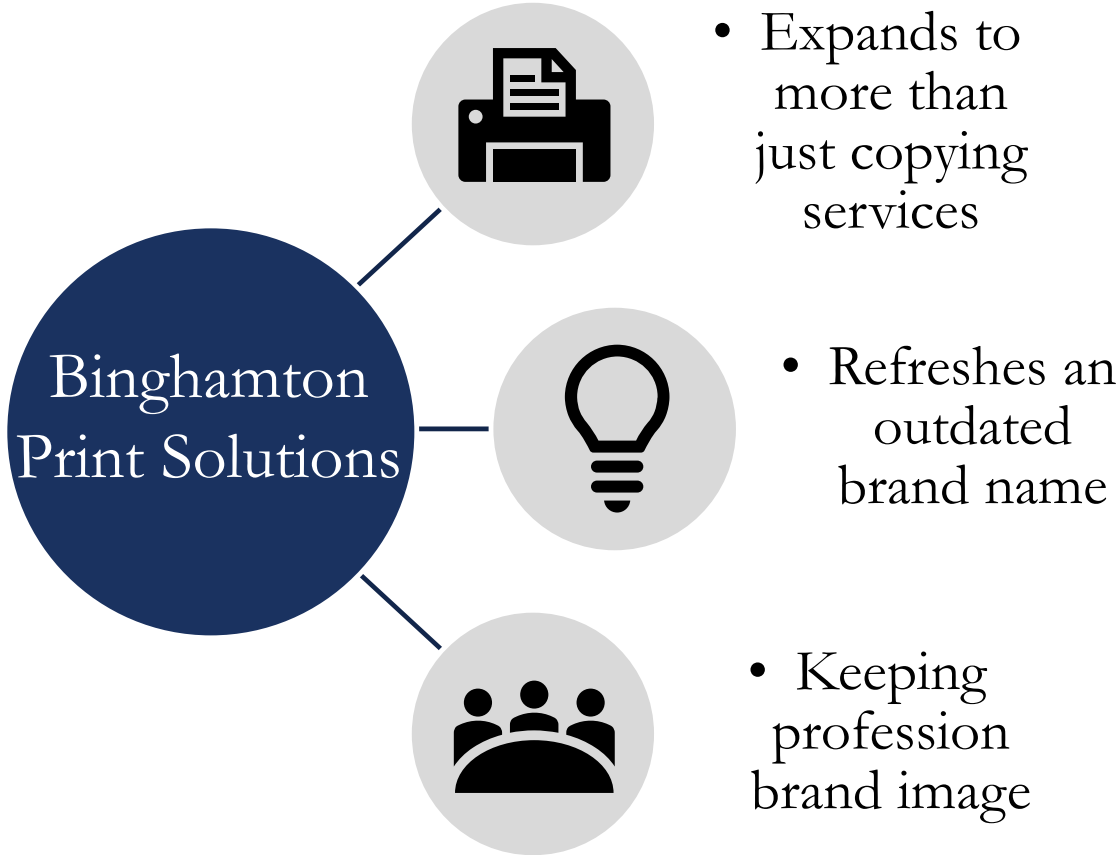 Binghamton
Print Solutions
• Expands to
more than
just copying
services
• Refreshes an
outdated
brand name
• Keeping
profession
brand image